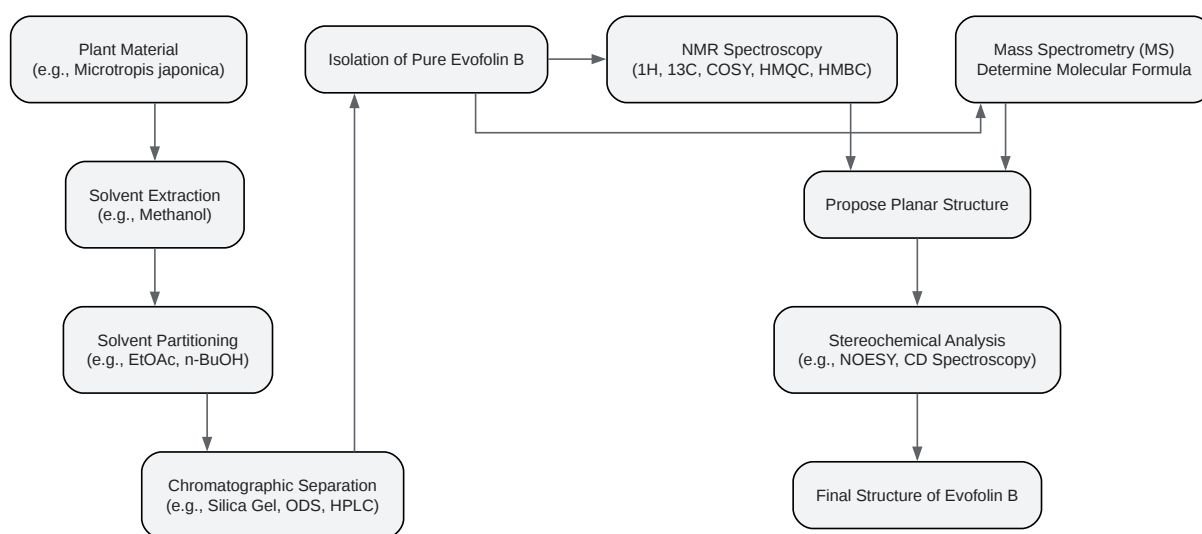 Plant Material
(e.g., Microtropis japonica)
Solvent Extraction
(e.g., Methanol)
Solvent Partitioning
(e.g., EtOAc, n-BuOH)
Chromatographic Separation
(e.g., Silica Gel, ODS, HPLC)
Isolation of Pure Evofolin B
NMR Spectroscopy
(1H, 13C, COSY, HMQC, HMBC)
Mass Spectrometry (MS)
Determine Molecular Formula
Propose Planar Structure
Stereochemical Analysis
(e.g., NOESY, CD Spectroscopy)
Final Structure of Evofolin B